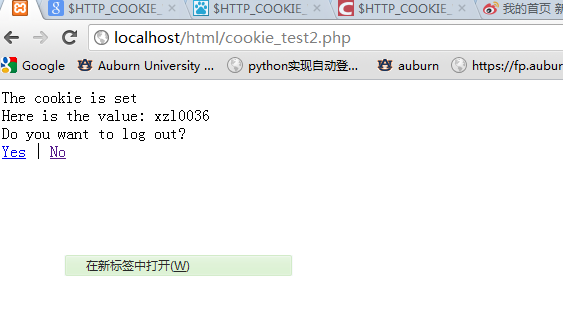 $HTTP_COOKIE_
$HTTP_COOKIE_
$HTTP_COOKIE_
我的首页 新
localhost/html/cookie_test2.php
Google
Auburn University ...
python实现自动登...
auburn
https://fp.aubur
The cookie is set
Here is the value: xzl0036
Do you want to log out?
Yes | No
在新标签中打开(W)